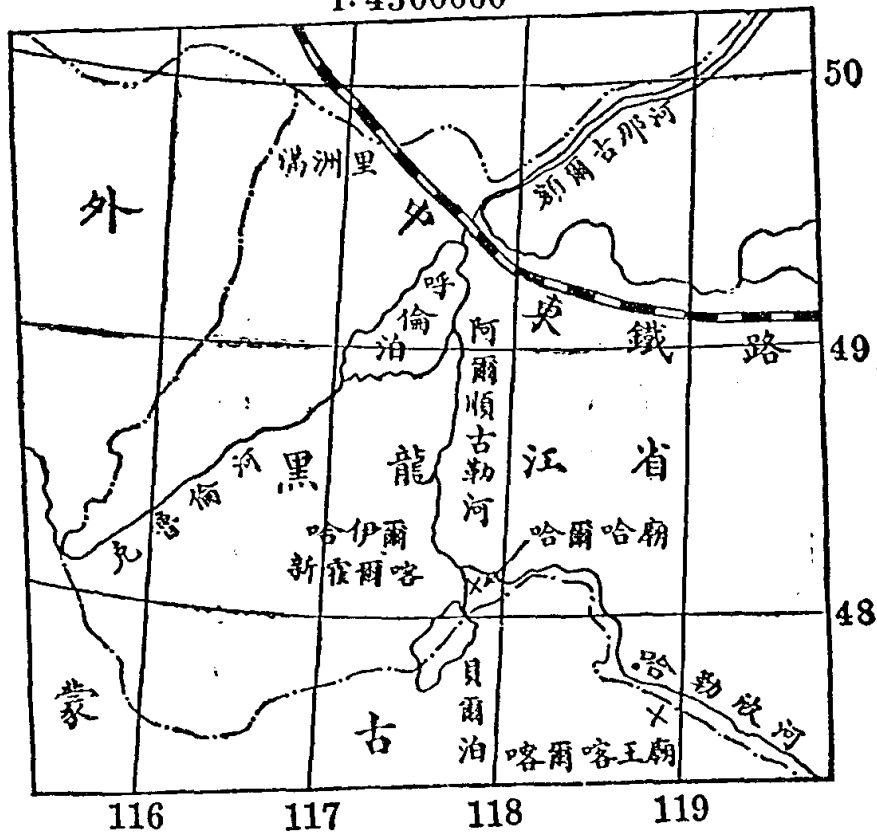 1:4500000
50
額爾古那河
滿洲里
外
中
東
鐵
路
呼倫泊
49
阿爾順古勒河
黑龍江省
克魯倫河
哈伊爾
新霍爾喀
哈爾哈廟
48
哈勒欣河
蒙
古
貝爾泊
喀爾喀王廟
116
117
118
119